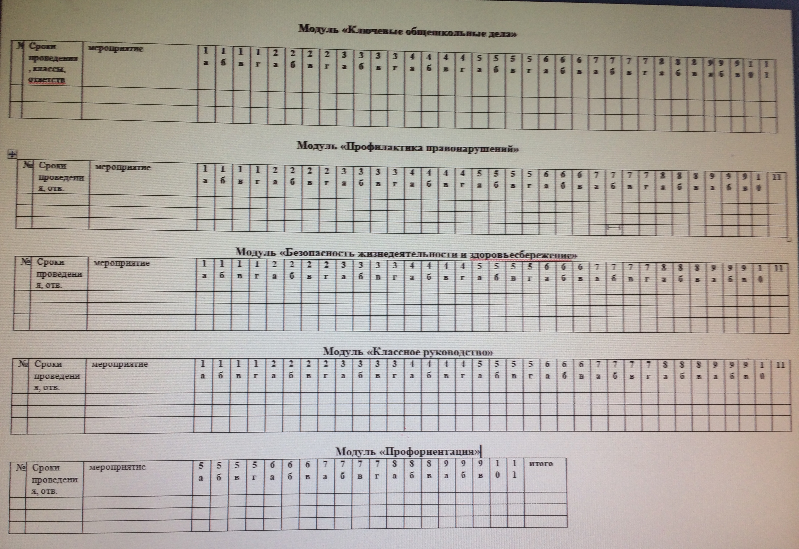 Модуль «Ключевые общешкольные дела»
№ Сроки мероприятие 1 1 1 1 2 2 2 2 3 3 3 3 4 4 4 4 5 5 5 5 6 6 6 7 7 7 7 8 8 8 9 9 9 1 1
проведения а б в г а б в г а б в г а б в г а б в г а б в а б в г а б в а б в 0 1
, классы,
ответств
Модуль «Профилактика правонарушений»
№ Сроки мероприятие 1 1 1 1 2 2 2 2 3 3 3 3 4 4 4 4 5 5 5 5 6 6 6 7 7 7 7 8 8 8 9 9 9 1 11
проведени а б в г а б в г а б в г а б в г а б в г а б в а б в г а б в а б в 0
я, отв.
Модуль «Безопасность жизнедеятельности и здоровьесбережение»
№ Сроки мероприятие 1 1 1 1 2 2 2 2 3 3 3 3 4 4 4 4 5 5 5 5 6 6 6 7 7 7 7 8 8 8 9 9 9 1 11
проведени а б в г а б в г а б в г а б в г а б в г а б в а б в г а б в а б в 0
я, отв.
Модуль «Классное руководство»
№ Сроки мероприятие 1 1 1 1 2 2 2 2 3 3 3 3 4 4 4 4 5 5 5 5 6 6 6 7 7 7 7 8 8 8 9 9 9 1 11
проведени а б в г а б в г а б в г а б в г а б в г а б в а б в г а б в а б в 0
я, отв.
Модуль «Профориентация»
№ Сроки мероприятие 5 5 5 5 6 6 6 7 7 7 7 8 8 8 9 9 9 1 1 итого
проведени а б в г а б в а б в г а б в а б в 0 1
я, отв.